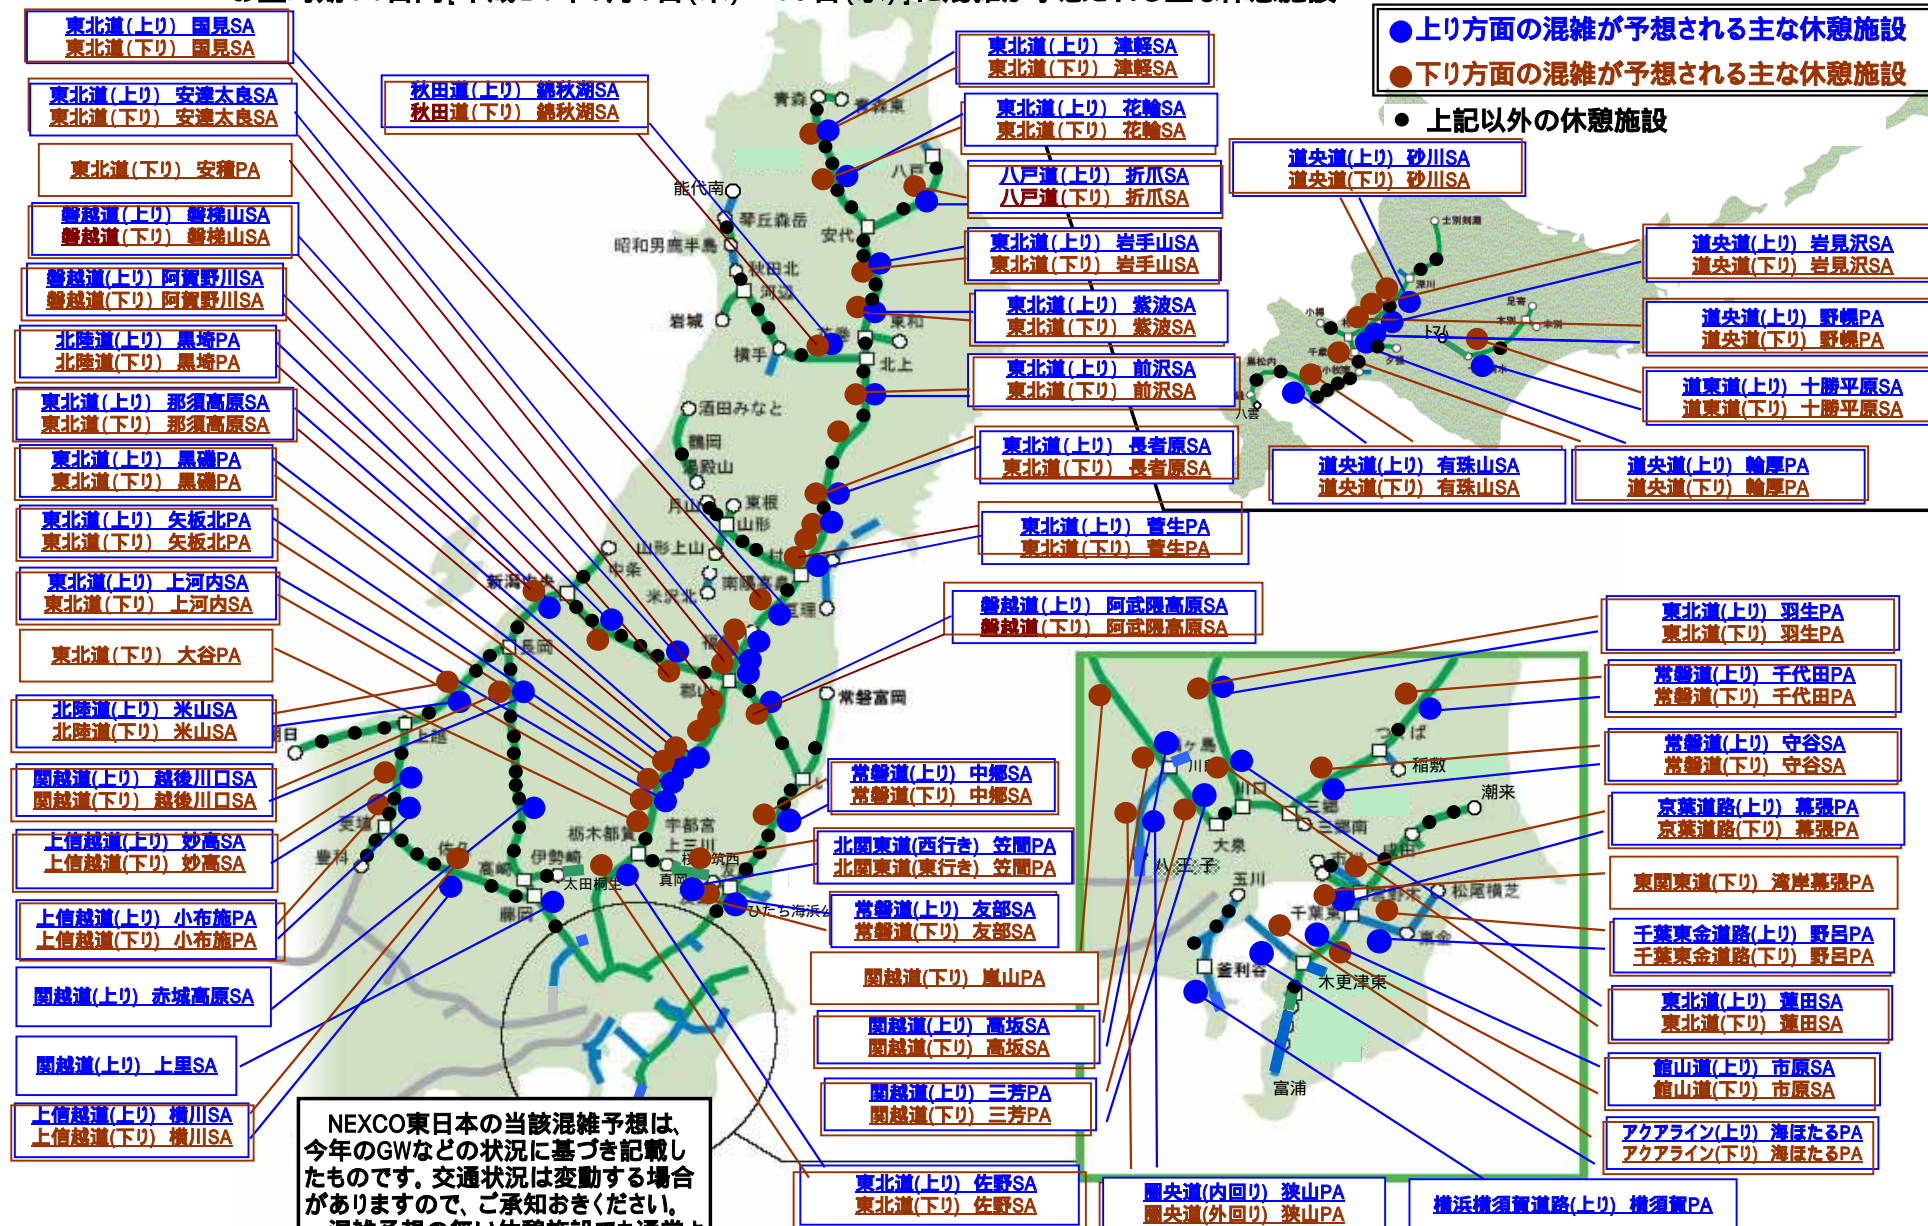 ●上り方面の混雑が予想される主な休憩施設
●下り方面の混雑が予想される主な休憩施設
● 上記以外の休憩施設
東北道(上り) 国見SA
東北道(下り) 国見SA
東北道(上り) 安達太良SA
東北道(下り) 安達太良SA
東北道(下り) 安積PA
磐越道(上り) 磐梯山SA
磐越道(下り) 磐梯山SA
磐越道(上り) 阿賀野川SA
磐越道(下り) 阿賀野川SA
北陸道(上り) 黒埼PA
北陸道(下り) 黒埼PA
東北道(上り) 那須高原SA
東北道(下り) 那須高原SA
東北道(上り) 黒磯PA
東北道(下り) 黒磯PA
東北道(上り) 矢板北PA
東北道(下り) 矢板北PA
東北道(上り) 上河内SA
東北道(下り) 上河内SA
東北道(下り) 大谷PA
北陸道(上り) 米山SA
北陸道(下り) 米山SA
関越道(上り) 越後川口SA
関越道(下り) 越後川口SA
上信越道(上り) 妙高SA
上信越道(下り) 妙高SA
上信越道(上り) 小布施PA
上信越道(下り) 小布施PA
関越道(上り) 赤城高原SA
関越道(上り) 上里SA
上信越道(上り) 横川SA
上信越道(下り) 横川SA
秋田道(上り) 錦秋湖SA
秋田道(下り) 錦秋湖SA
東北道(上り) 津軽SA
東北道(下り) 津軽SA
東北道(上り) 花輪SA
東北道(下り) 花輪SA
八戸道(上り) 折爪SA
八戸道(下り) 折爪SA
東北道(上り) 岩手山SA
東北道(下り) 岩手山SA
東北道(上り) 紫波SA
東北道(下り) 紫波SA
東北道(上り) 前沢SA
東北道(下り) 前沢SA
東北道(上り) 長者原SA
東北道(下り) 長者原SA
東北道(上り) 菅生PA
東北道(下り) 菅生PA
磐越道(上り) 阿武隈高原SA
磐越道(下り) 阿武隈高原SA
常磐道(上り) 中郷SA
常磐道(下り) 中郷SA
北関東道(西行き) 笠間PA
北関東道(東行き) 笠間PA
常磐道(上り) 友部SA
常磐道(下り) 友部SA
関越道(下り) 嵐山PA
関越道(上り) 高坂SA
関越道(下り) 高坂SA
関越道(上り) 三芳PA
関越道(下り) 三芳PA
東北道(上り) 佐野SA
東北道(下り) 佐野SA
圏央道(内回り) 狭山PA
圏央道(外回り) 狭山PA
横浜横須賀道路(上り) 横須賀PA
道央道(上り) 砂川SA
道央道(下り) 砂川SA
道央道(上り) 岩見沢SA
道央道(下り) 岩見沢SA
道央道(上り) 野幌PA
道央道(下り) 野幌PA
道東道(上り) 十勝平原SA
道東道(下り) 十勝平原SA
道央道(上り) 有珠山SA
道央道(下り) 有珠山SA
道央道(上り) 輪厚PA
道央道(下り) 輪厚PA
東北道(上り) 羽生PA
東北道(下り) 羽生PA
常磐道(上り) 千代田PA
常磐道(下り) 千代田PA
常磐道(上り) 守谷SA
常磐道(下り) 守谷SA
京葉道路(上り) 幕張PA
京葉道路(下り) 幕張PA
東関東道(下り) 湾岸幕張PA
千葉東金道路(上り) 野呂PA
千葉東金道路(下り) 野呂PA
東北道(上り) 蓮田SA
東北道(下り) 蓮田SA
館山道(上り) 市原SA
館山道(下り) 市原SA
アクアライン(上り) 海ほたるPA
アクアライン(下り) 海ほたるPA
青森
青森東
八戸
能代南
琴丘森岳
昭和男鹿半島
秋田北
河辺
岩城
横手
安代
東和
北上
酒田みなと
鶴岡
湯殿山
月山
東根
山形
山形上山
中条
米沢北
亘理
新潟中央
長岡
郡山
常磐富岡
上越
更埴
豊科
佐久
高崎
藤岡
伊勢崎
太田桐生
栃木都賀
宇都宮
上三川
真岡
ひたち海浜公
士別剣淵
深川
足寄
小樽
トマム
夕張
千歳
黒松内
八雲
つくば
稲敷
潮来
川口
三郷
三郷南
大泉
八王子
玉川
成田
松尾横芝
千葉東
東金
釜利谷
木更津東
富浦
NEXCO東日本の当該混雑予想は、
今年のGWなどの状況に基づき記載し
たものです。交通状況は変動する場合
がありますので、ご承知おきください。